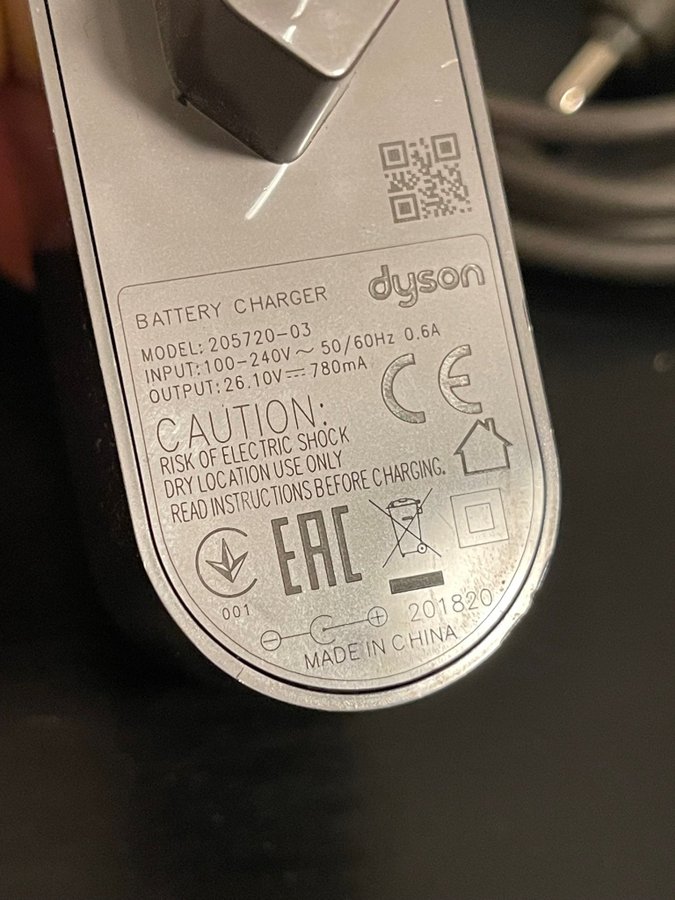 dyson
BATTERY CHARGER
MODEL: 205720-03
INPUT: 100-240V~ 50/60Hz 0.6A
OUTPUT: 26.10V⎓780mA
CE
CAUTION:
RISK OF ELECTRIC SHOCK
DRY LOCATION USE ONLY
READ INSTRUCTIONS BEFORE CHARGING.
EAC
001
201820
MADE IN CHINA